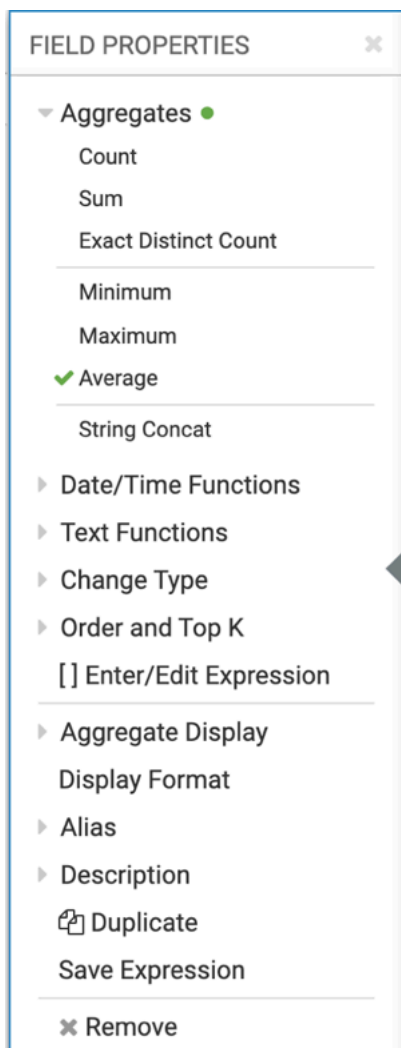 FIELD PROPERTIES
Aggregates
Count
Sum
Exact Distinct Count
Minimum
Maximum
Average
String Concat
Date/Time Functions
Text Functions
Change Type
Order and Top K
[ ] Enter/Edit Expression
Aggregate Display
Display Format
Alias
Description
Duplicate
Save Expression
Remove